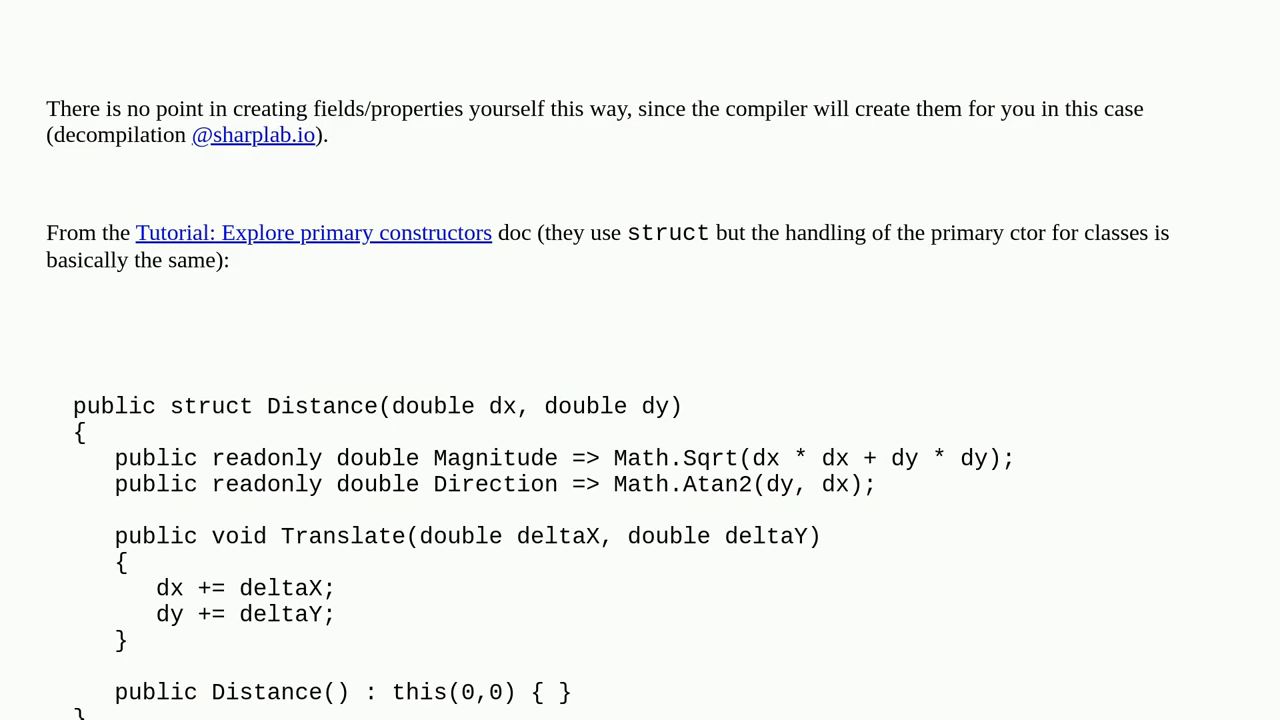 There is no point in creating fields/properties yourself this way, since the compiler will create them for you in this case
(decompilation @sharplab.io).
From the Tutorial: Explore primary constructors doc (they use struct but the handling of the primary ctor for classes is
basically the same):
public struct Distance(double dx, double dy)
{
   public readonly double Magnitude => Math.Sqrt(dx * dx + dy * dy);
   public readonly double Direction => Math.Atan2(dy, dx);
   public void Translate(double deltaX, double deltaY)
   {
      dx += deltaX;
      dy += deltaY;
   }
   public Distance() : this(0,0) { }
}